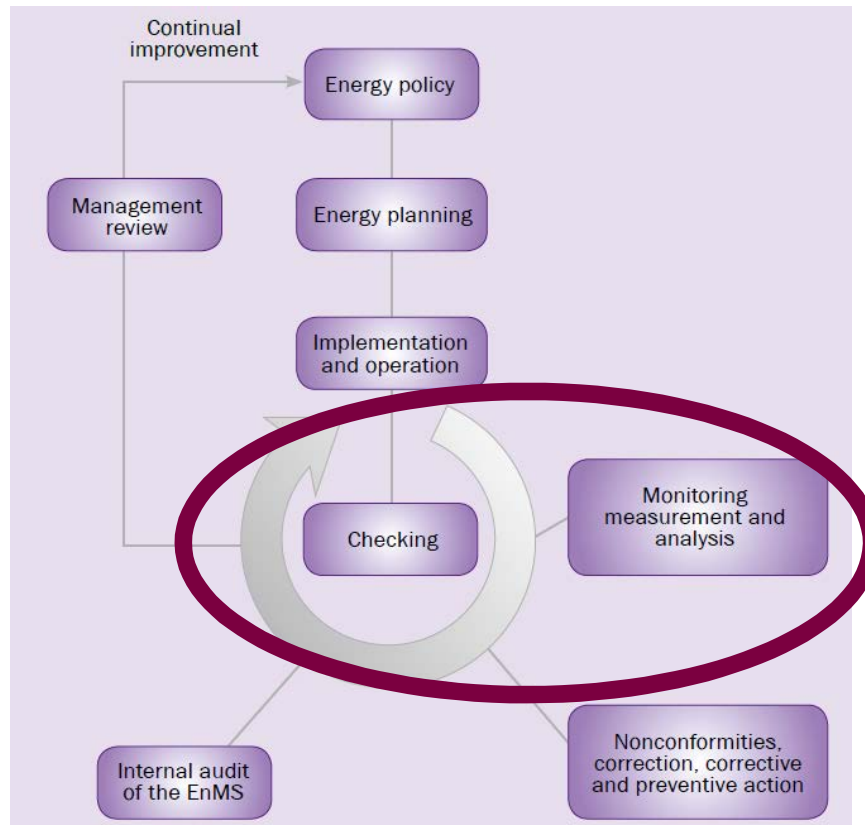 Continual
improvement
Energy policy
Management
review
Energy planning
Implementation
and operation
Checking
Monitoring
measurement and
analysis
Internal audit
of the EnMS
Nonconformities,
correction, corrective
and preventive action